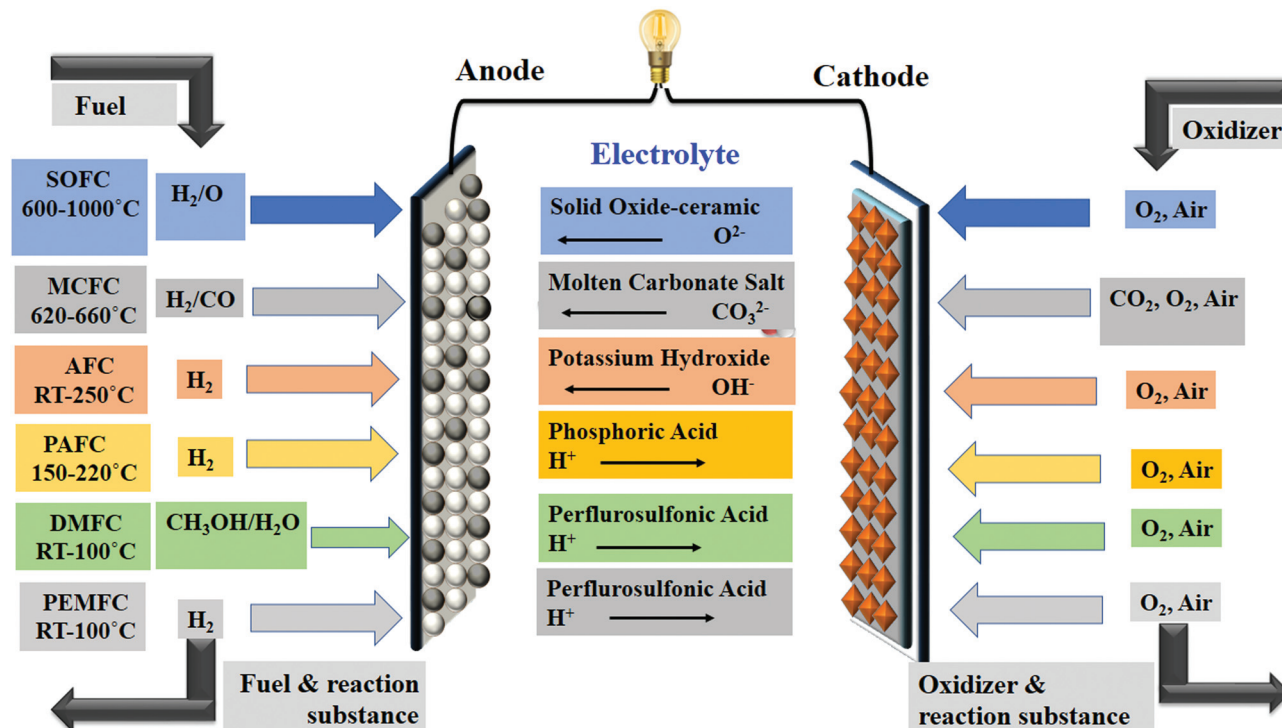 Anode
Cathode
Fuel
Oxidizer
Electrolyte
SOFC
600-1000˚C
H₂/O
Solid Oxide-ceramic
O²⁻
O₂, Air
MCFC
620-660˚C
H₂/CO
Molten Carbonate Salt
CO₃²⁻
CO₂, O₂, Air
AFC
RT-250˚C
H₂
Potassium Hydroxide
OH⁻
O₂, Air
PAFC
150-220˚C
H₂
Phosphoric Acid
H⁺
O₂, Air
DMFC
RT-100˚C
CH₃OH/H₂O
Perflurosulfonic Acid
H⁺
O₂, Air
PEMFC
RT-100˚C
H₂
Perflurosulfonic Acid
H⁺
O₂, Air
Fuel & reaction
substance
Oxidizer &
reaction substance